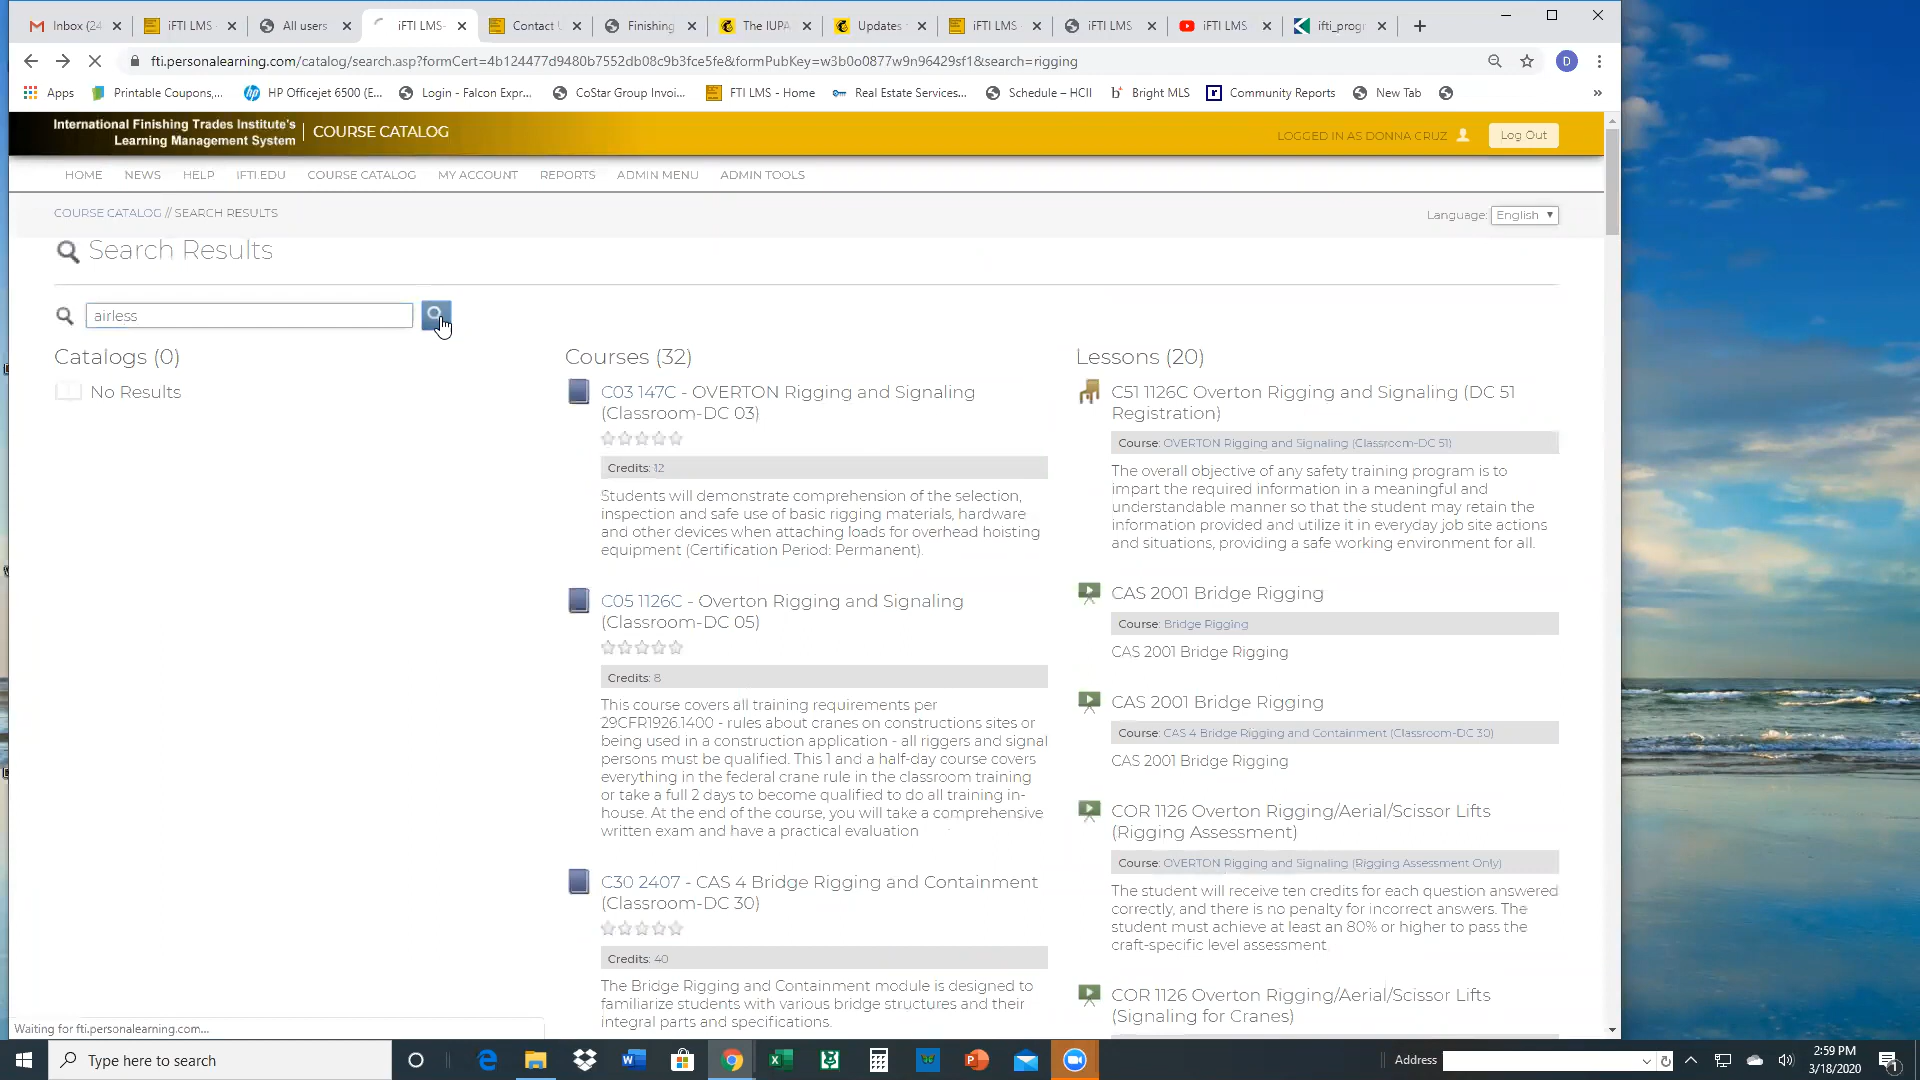 Inbox (24
iFTI LMS
All users
iFTI LMS-
Contact U
Finishing
The IUPA
Updates
iFTI LMS
iFTI LMS
iFTI LMS
ifti_prog
fti.personalearning.com/catalog/search.asp?formCert=4b124477d9480b7552db08c9b3fce5fe&formPubKey=w3b0o0877w9n96429sf1&search=rigging
D
Apps
Printable Coupons,...
HP Officejet 6500 (E...
Login - Falcon Expr...
CoStar Group Invoi...
FTI LMS - Home
Real Estate Services...
Schedule – HCII
Bright MLS
Community Reports
New Tab
International Finishing Trades Institute's
Learning Management System
COURSE CATALOG
LOGGED IN AS DONNA CRUZ
Log Out
HOME
NEWS
HELP
IFTI.EDU
COURSE CATALOG
MY ACCOUNT
REPORTS
ADMIN MENU
ADMIN TOOLS
COURSE CATALOG // SEARCH RESULTS
Language: English
Search Results
airless
Catalogs (0)
No Results
Courses (32)
C03 147C - OVERTON Rigging and Signaling
(Classroom-DC 03)
Credits: 12
Students will demonstrate comprehension of the selection,
inspection and safe use of basic rigging materials, hardware
and other devices when attaching loads for overhead hoisting
equipment (Certification Period: Permanent).
C05 1126C - Overton Rigging and Signaling
(Classroom-DC 05)
Credits: 8
This course covers all training requirements per
29CFR1926.1400 - rules about cranes on constructions sites or
being used in a construction application - all riggers and signal
persons must be qualified. This 1 and a half-day course covers
everything in the federal crane rule in the classroom training
or take a full 2 days to become qualified to do all training in-
house. At the end of the course, you will take a comprehensive
written exam and have a practical evaluation
C30 2407 - CAS 4 Bridge Rigging and Containment
(Classroom-DC 30)
Credits: 40
The Bridge Rigging and Containment module is designed to
familiarize students with various bridge structures and their
integral parts and specifications.
Lessons (20)
C51 1126C Overton Rigging and Signaling (DC 51
Registration)
Course: OVERTON Rigging and Signaling (Classroom-DC 51)
The overall objective of any safety training program is to
impart the required information in a meaningful and
understandable manner so that the student may retain the
information provided and utilize it in everyday job site actions
and situations, providing a safe working environment for all.
CAS 2001 Bridge Rigging
Course: Bridge Rigging
CAS 2001 Bridge Rigging
CAS 2001 Bridge Rigging
Course: CAS 4 Bridge Rigging and Containment (Classroom-DC 30)
CAS 2001 Bridge Rigging
COR 1126 Overton Rigging/Aerial/Scissor Lifts
(Rigging Assessment)
Course: OVERTON Rigging and Signaling (Rigging Assessment Only)
The student will receive ten credits for each question answered
correctly, and there is no penalty for incorrect answers. The
student must achieve at least an 80% or higher to pass the
craft-specific level assessment.
COR 1126 Overton Rigging/Aerial/Scissor Lifts
(Signaling for Cranes)
Waiting for fti.personalearning.com...
Type here to search
Address
2:59 PM
3/18/2020
1